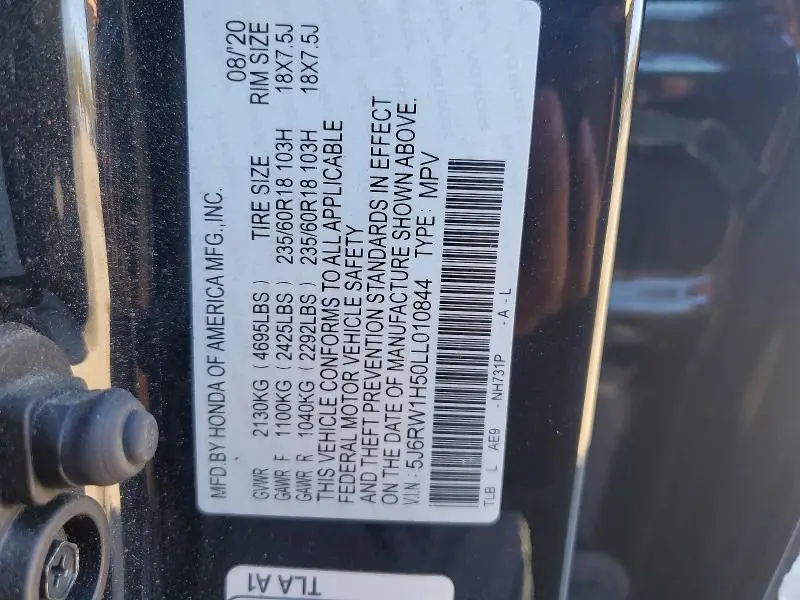 MFD.BY HONDA OF AMERICA MFG.,INC. 08/'20
GVWR 2130KG (4695LBS) TIRE SIZE RIM SIZE
GAWR F 1100KG (2425LBS) 235/60R18 103H 18X7.5J
GAWR R 1040KG (2292LBS) 235/60R18 103H 18X7.5J
THIS VEHICLE CONFORMS TO ALL APPLICABLE
FEDERAL MOTOR VEHICLE SAFETY
AND THEFT PREVENTION STANDARDS IN EFFECT
ON THE DATE OF MANUFACTURE SHOWN ABOVE.
V.I.N.: 5J6RW1H50LL010844 TYPE: MPV
TLB L AE9 -NH731P -A-L
TLA A1